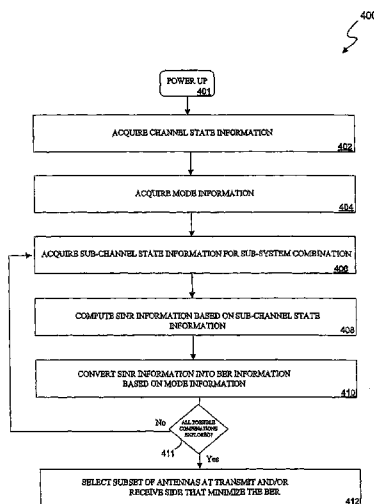 400
POWER UP
401
ACQUIRE CHANNEL STATE INFORMATION
402
ACQUIRE MODE INFORMATION
404
ACQUIRE SUB-CHANNEL STATE INFORMATION FOR SUB-SYSTEM COMBINATION
406
COMPUTE SINR INFORMATION BASED ON SUB-CHANNEL STATE
INFORMATION
408
CONVERT SINR INFORMATION INTO BER INFORMATION
BASED ON MODE INFORMATION
410
No
ALL POSSIBLE
COMBINATIONS
EXPLORED?
411
Yes
SELECT SUBSET OF ANTENNAS AT TRANSMIT AND/OR
RECEIVE SIDE THAT MINIMIZE THE BER
412